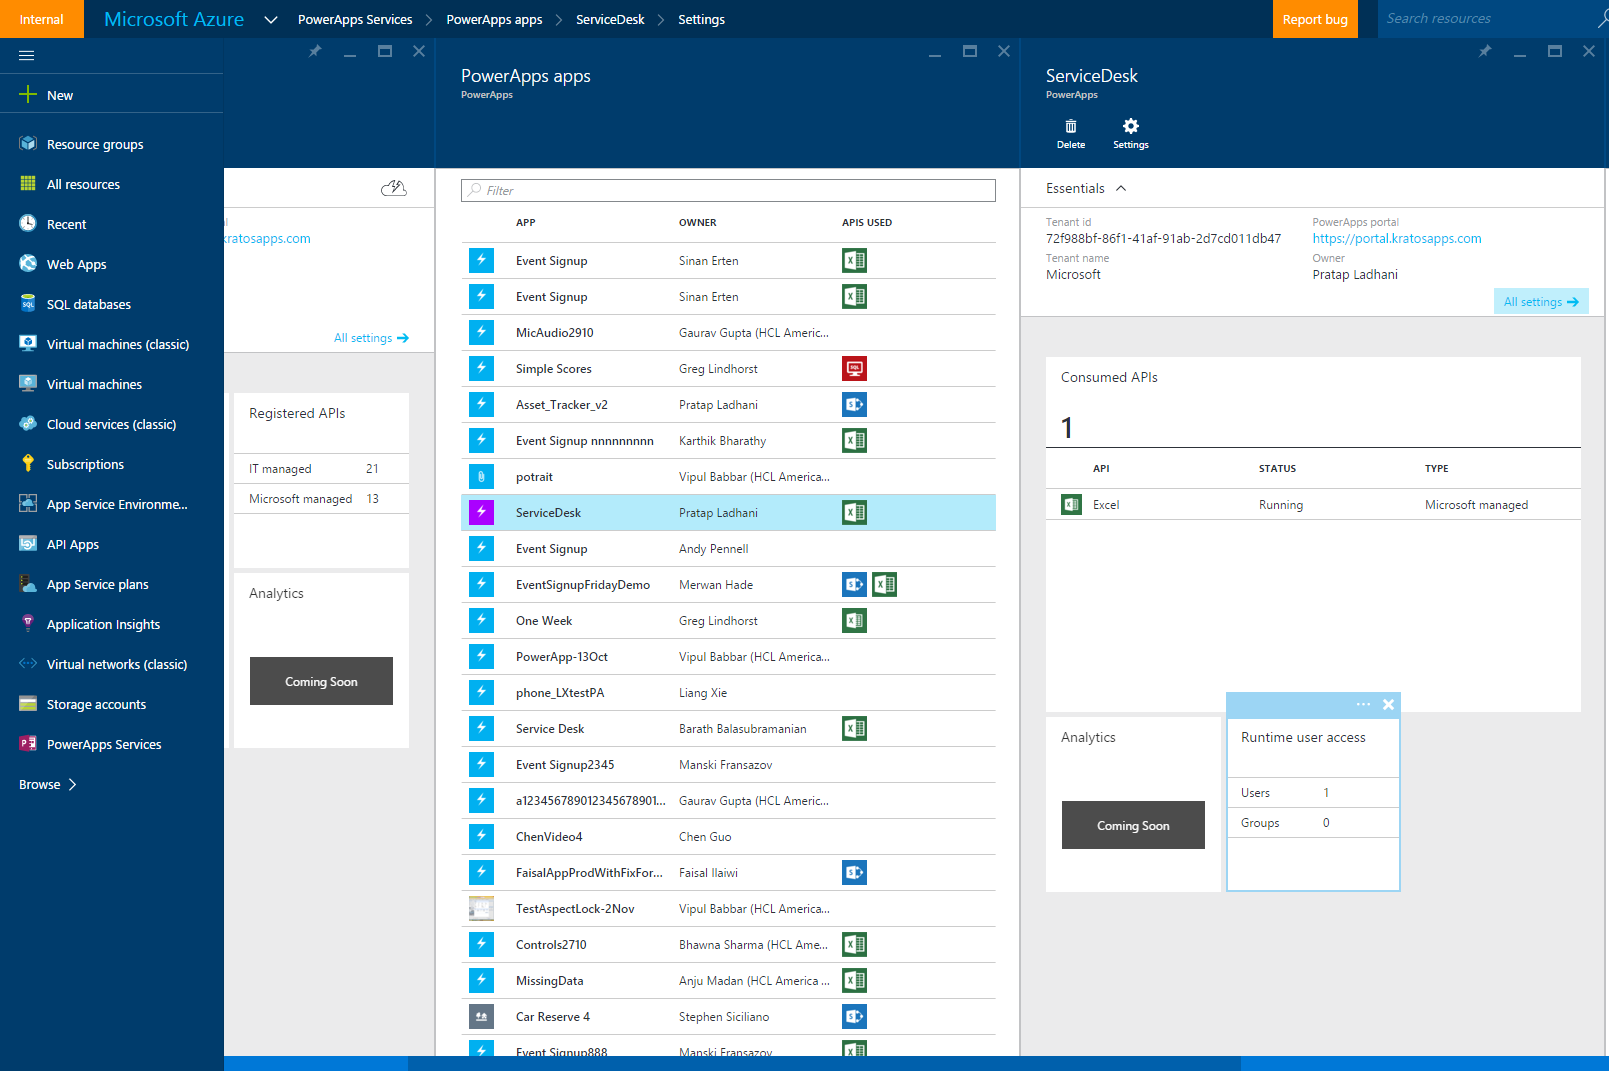 Internal
Microsoft Azure
PowerApps Services
PowerApps apps
ServiceDesk
Settings
Report bug
Search resources
New
Resource groups
All resources
Recent
Web Apps
SQL databases
Virtual machines (classic)
Virtual machines
Cloud services (classic)
Subscriptions
App Service Environme...
API Apps
App Service plans
Application Insights
Virtual networks (classic)
Storage accounts
PowerApps Services
Browse
kratosapps.com
All settings
Registered APIs
IT managed 21
Microsoft managed 13
Analytics
Coming Soon
PowerApps apps
PowerApps
Filter
APP OWNER APIS USED
Event Signup Sinan Erten
Event Signup Sinan Erten
MicAudio2910 Gaurav Gupta (HCL Americ...
Simple Scores Greg Lindhorst
Asset_Tracker_v2 Pratap Ladhani
Event Signup nnnnnnnnn Karthik Bharathy
potrait Vipul Babbar (HCL America...
ServiceDesk Pratap Ladhani
Event Signup Andy Pennell
EventSignupFridayDemo Merwan Hade
One Week Greg Lindhorst
PowerApp-13Oct Vipul Babbar (HCL America...
phone_LXtestPA Liang Xie
Service Desk Barath Balasubramanian
Event Signup2345 Manski Fransazov
a123456789012345678901... Gaurav Gupta (HCL Americ...
ChenVideo4 Chen Guo
FaisalAppProdWithFixFor... Faisal Ilaiwi
TestAspectLock-2Nov Vipul Babbar (HCL America...
Controls2710 Bhawna Sharma (HCL Ame...
MissingData Anju Madan (HCL America ...
Car Reserve 4 Stephen Siciliano
Event Signup888 Manski Fransazov
ServiceDesk
PowerApps
Delete
Settings
Essentials
Tenant id
72f988bf-86f1-41af-91ab-2d7cd011db47
Tenant name
Microsoft
PowerApps portal
https://portal.kratosapps.com
Owner
Pratap Ladhani
All settings
Consumed APIs
1
API STATUS TYPE
Excel Running Microsoft managed
Analytics
Coming Soon
Runtime user access
Users 1
Groups 0